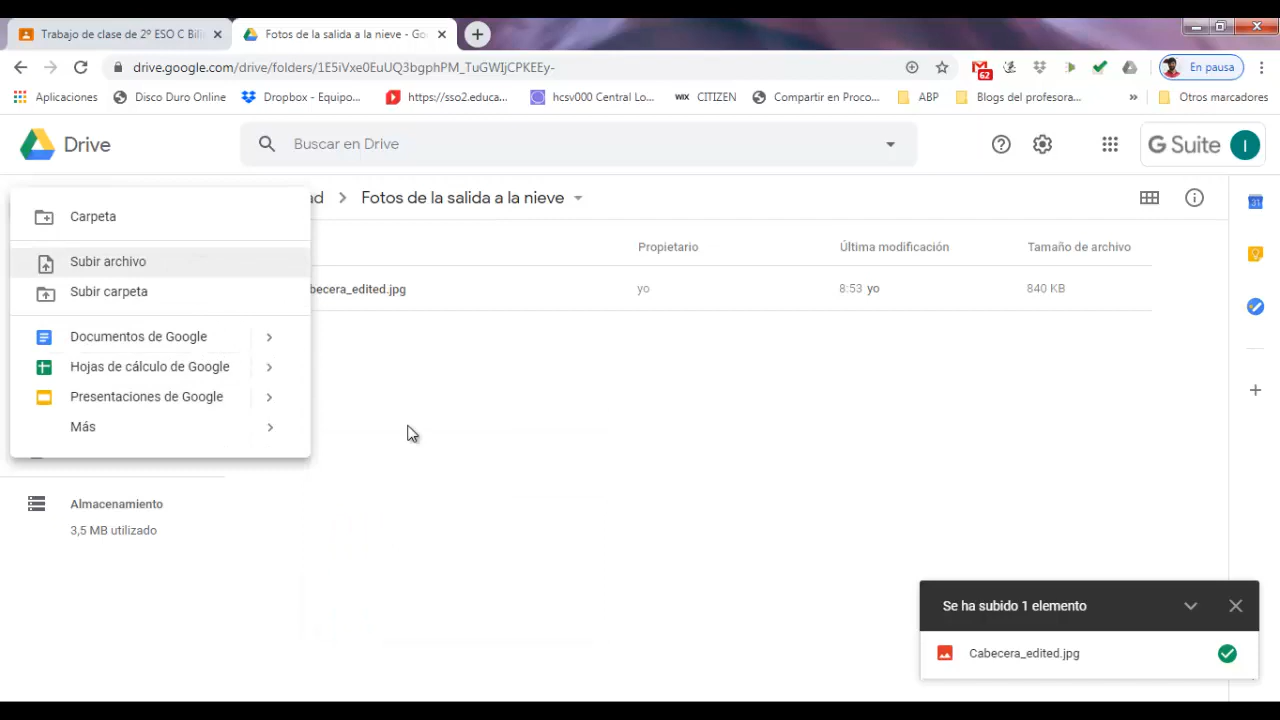 Trabajo de clase de 2º ESO C Bili
Fotos de la salida a la nieve - Go
drive.google.com/drive/folders/1E5iVxe0EuUO3bgphPM_TuGWIjCPKEEy-
62
En pausa
Aplicaciones
Disco Duro Online
Dropbox - Equipo...
https://sso2.educa...
hcsv000 Central Lo...
WIX CITIZEN
Compartir en Proco...
ABP
Blogs del profesora...
»
Otros marcadores
Drive
Buscar en Drive
G Suite
I
Carpeta
ad
Fotos de la salida a la nieve
31
Propietario
Última modificación
Tamaño de archivo
Subir archivo
Subir carpeta
becera_edited.jpg
yo
8:53 yo
840 KB
Documentos de Google
Hojas de cálculo de Google
Presentaciones de Google
Más
Almacenamiento
3,5 MB utilizado
Se ha subido 1 elemento
Cabecera_edited.jpg